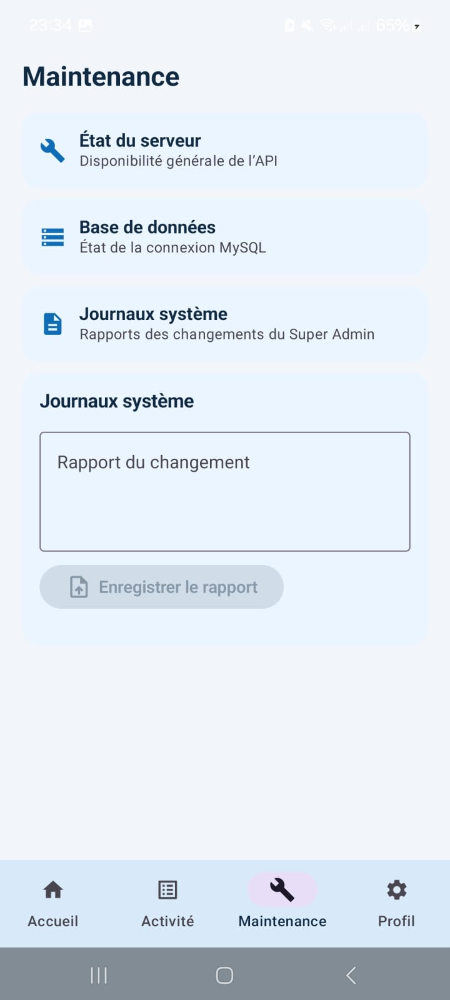 23:34
65%
Maintenance
État du serveur
Disponibilité générale de l’API
Base de données
État de la connexion MySQL
Journaux système
Rapports des changements du Super Admin
Journaux système
Rapport du changement
Enregistrer le rapport
Accueil
Activité
Maintenance
Profil